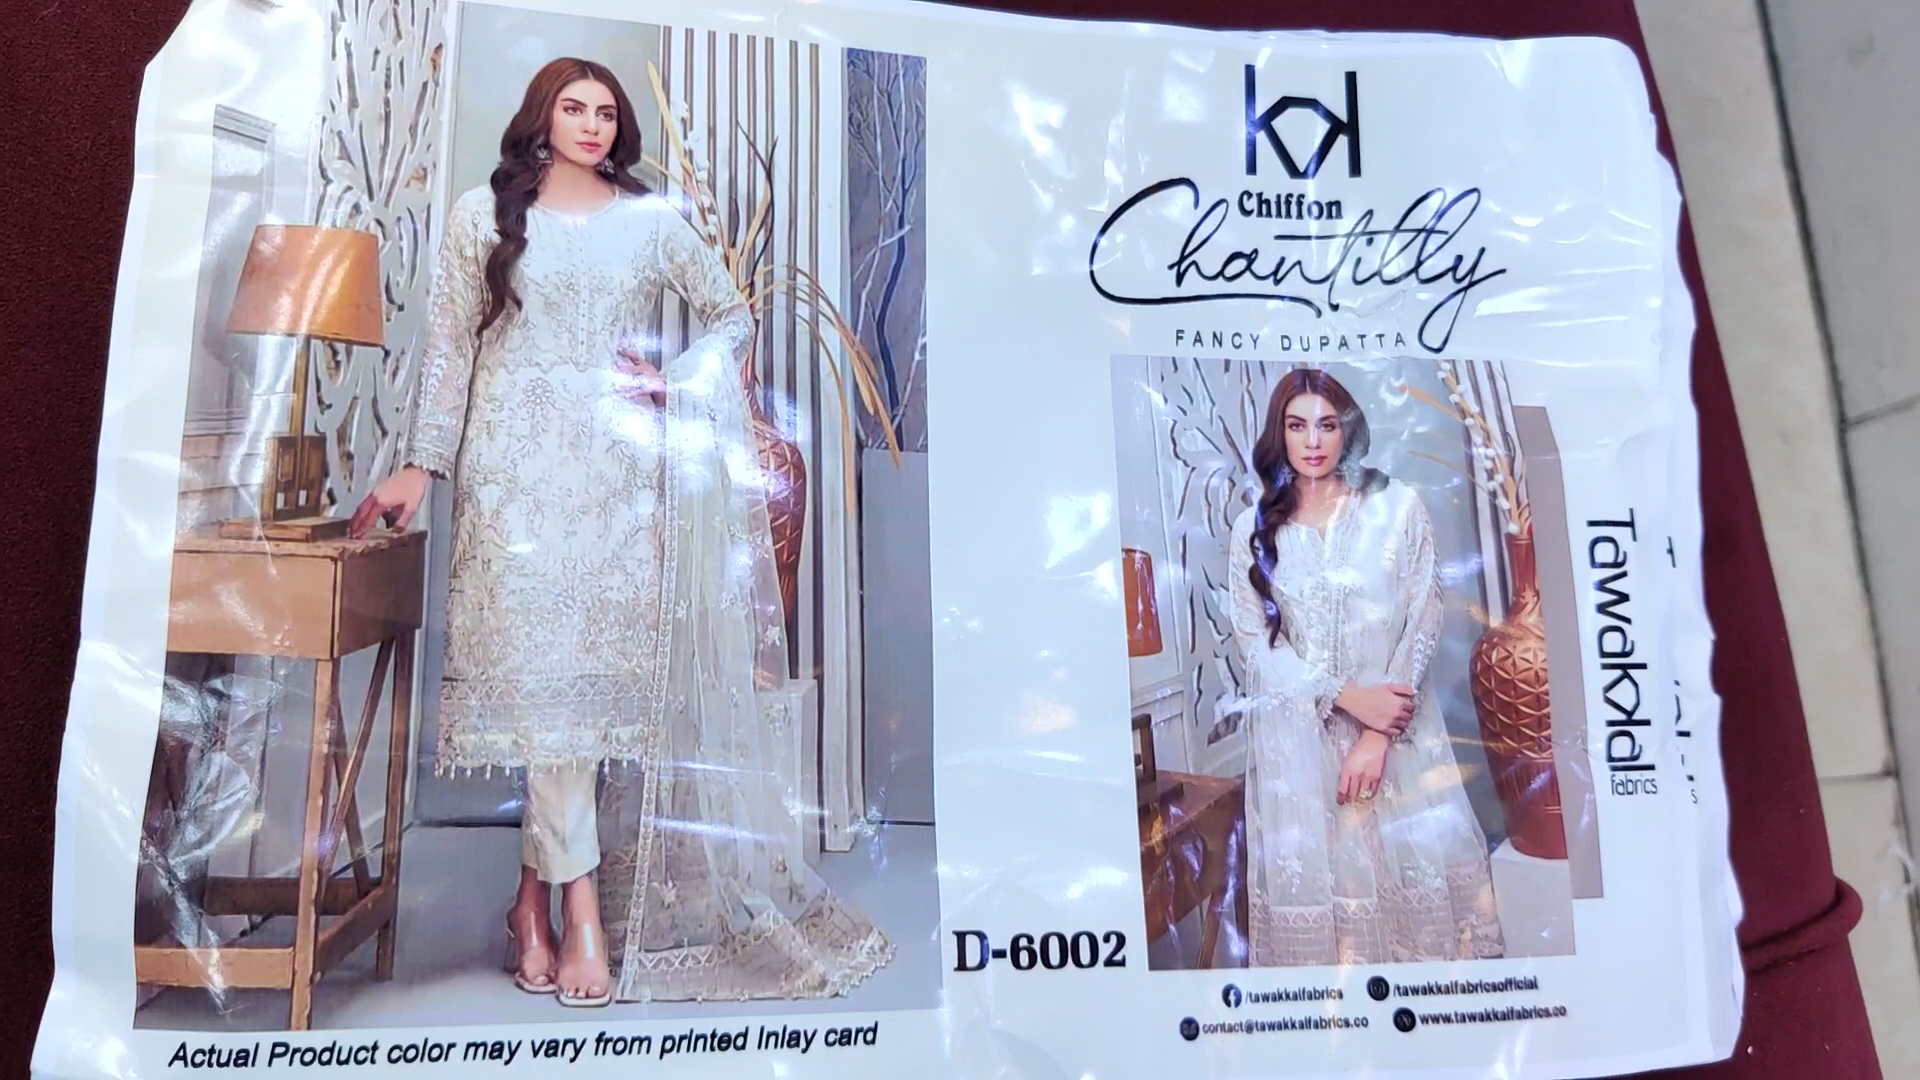 Chiffon
Chantilly
FANCY DUPATTA
Tawakkal
fabrics
D-6002
/tawakkalfabrics
/tawakkalfabricsofficial
contact@tawakkalfabrics.co
www.tawakkalfabrics.co
Actual Product color may vary from printed Inlay card